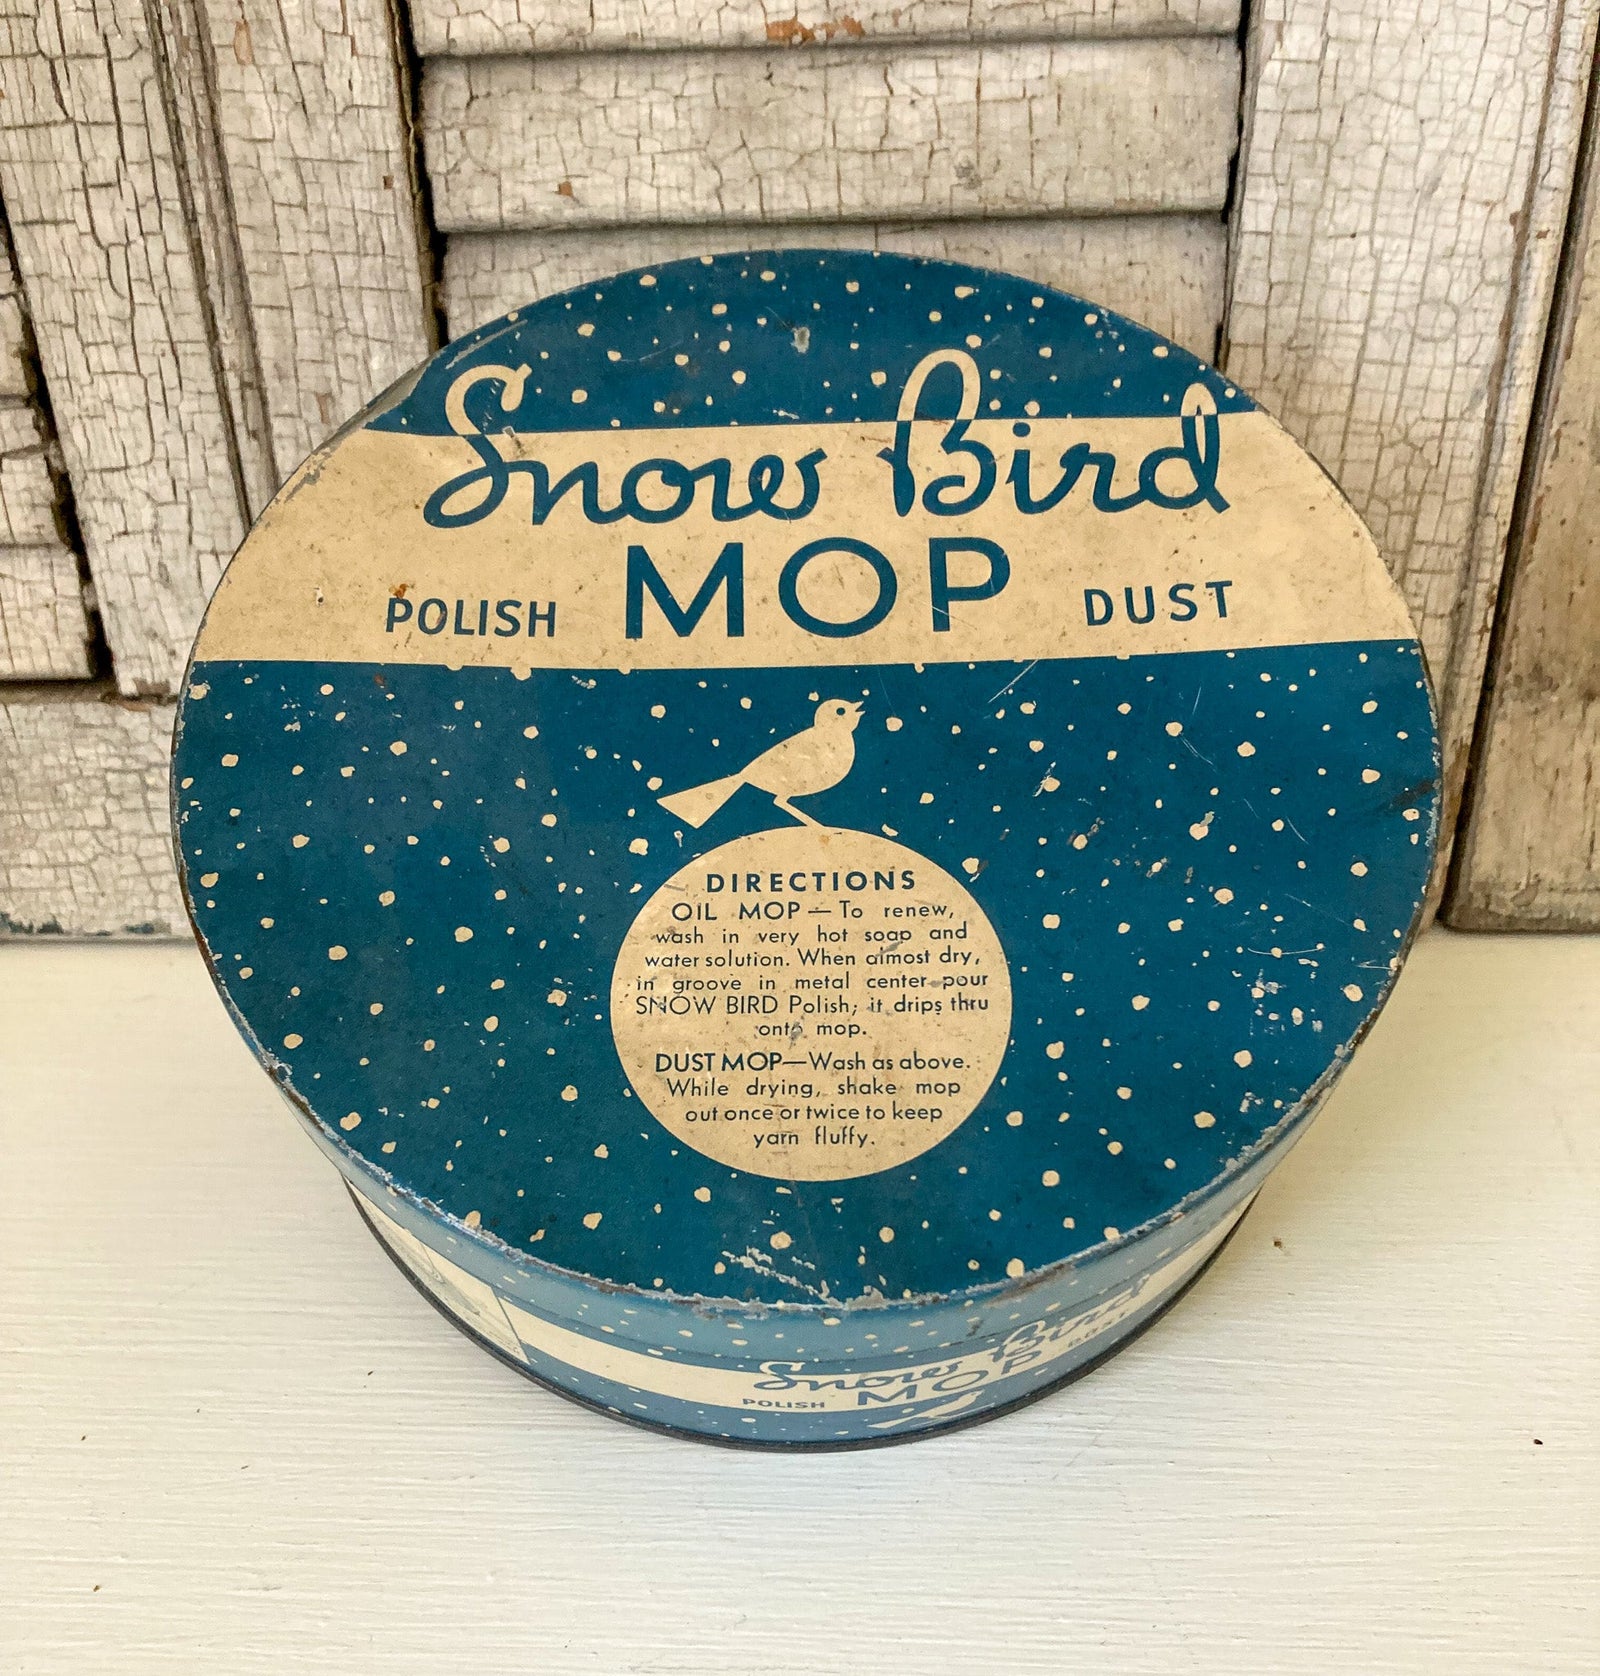 Snow Bird
POLISH MOP DUST
DIRECTIONS
OIL MOP—To renew,
wash in very hot soap and
water solution. When almost dry,
in groove in metal center pour
SNOW BIRD Polish; it drips thru
onto mop.
DUST MOP—Wash as above.
While drying, shake mop
out once or twice to keep
yarn fluffy.
Snow Bird
POLISH MOP DUST